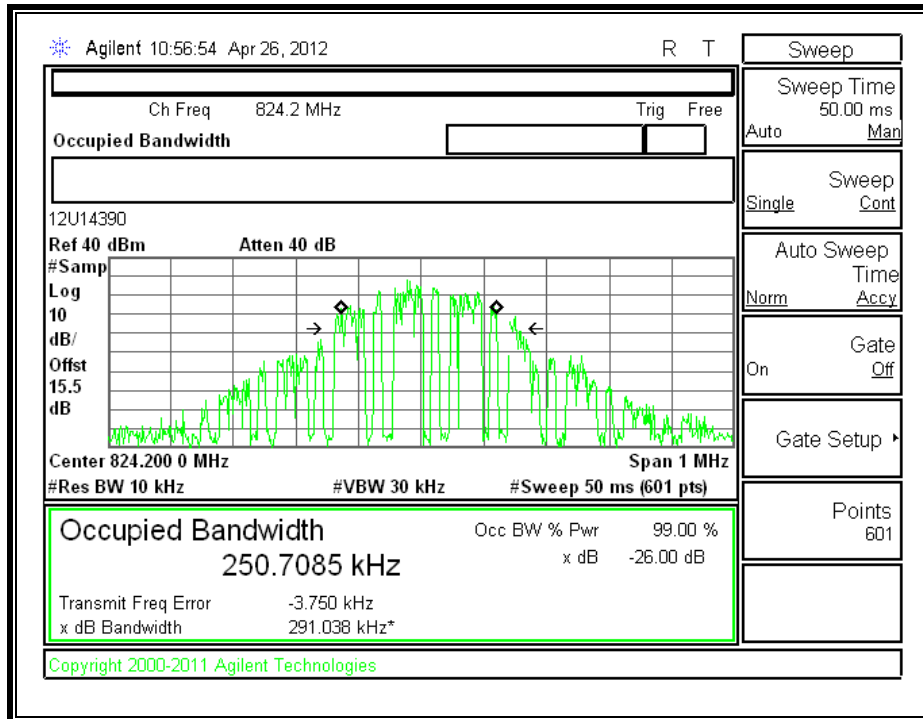 Agilent 10:56:54 Apr 26, 2012 R T
Ch Freq 824.2 MHz Trig Free
Occupied Bandwidth
12U14390
Ref 40 dBm Atten 40 dB
#Samp
Log
10
dB/
Offst
15.5
dB
Center 824.200 0 MHz Span 1 MHz
#Res BW 10 kHz #VBW 30 kHz #Sweep 50 ms (601 pts)
Occupied Bandwidth Occ BW % Pwr 99.00 %
250.7085 kHz x dB -26.00 dB
Transmit Freq Error -3.750 kHz
x dB Bandwidth 291.038 kHz*
Copyright 2000-2011 Agilent Technologies
Sweep
Sweep Time
50.00 ms
Auto Man
Sweep
Single Cont
Auto Sweep
Time
Norm Accy
Gate
On Off
Gate Setup
Points
601